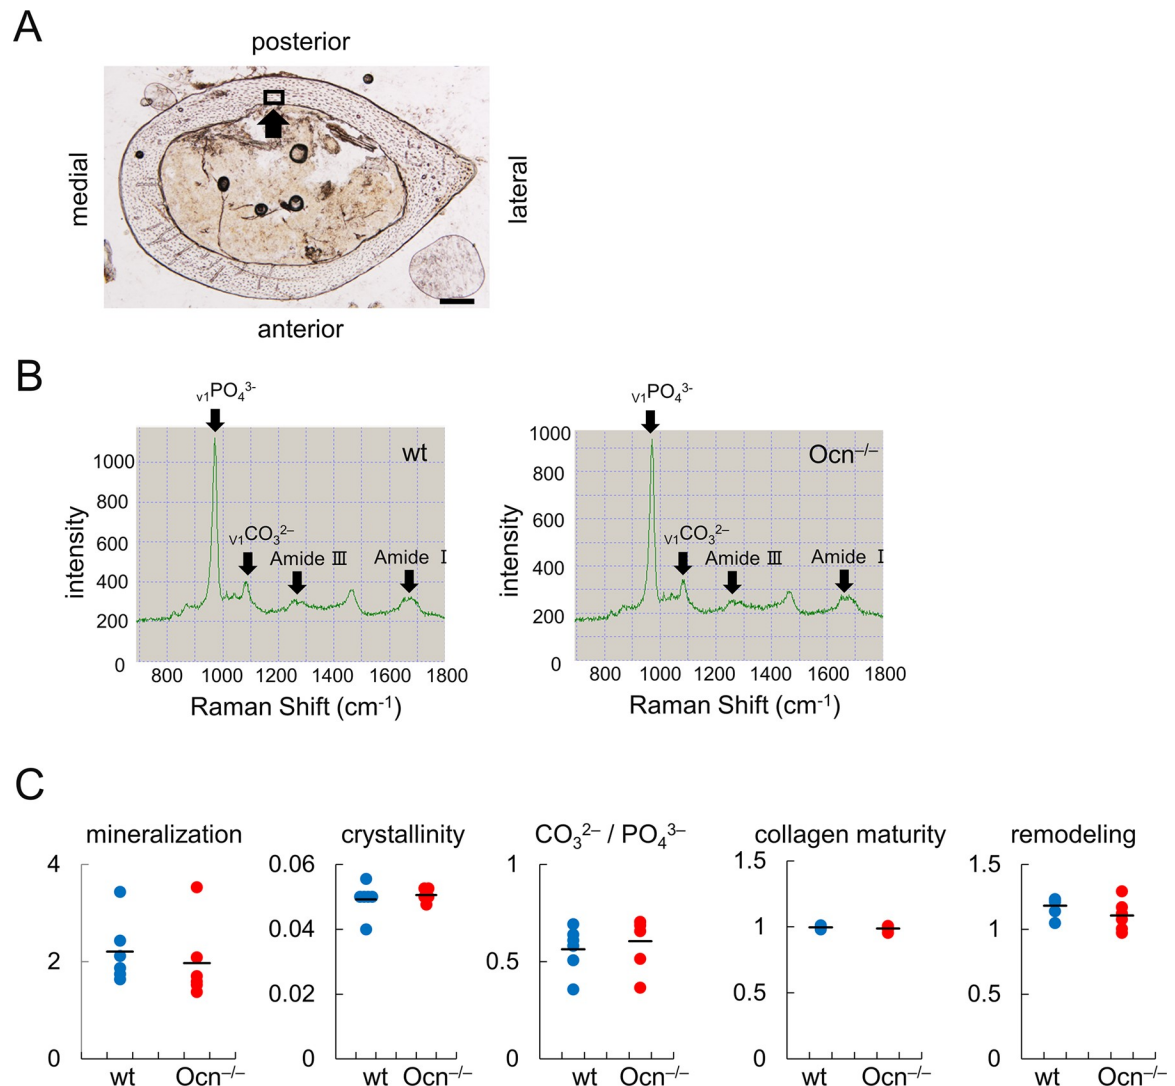 A
posterior
medial
lateral
anterior
B
ν1PO₄³⁻
wt
ν1CO₃²⁻
Amide Ⅲ
Amide Ⅰ
intensity
1000
800
600
400
200
0
800 1000 1200 1400 1600 1800
Raman Shift (cm⁻¹)
ν1PO₄³⁻
Ocn⁻/⁻
ν1CO₃²⁻
Amide Ⅲ
Amide Ⅰ
intensity
1000
800
600
400
200
0
800 1000 1200 1400 1600 1800
Raman Shift (cm⁻¹)
C
mineralization
4
2
0
wt Ocn⁻/⁻
crystallinity
0.06
0.04
0.02
0
wt Ocn⁻/⁻
CO₃²⁻ / PO₄³⁻
1
0.5
0
wt Ocn⁻/⁻
collagen maturity
1.5
1
0.5
0
wt Ocn⁻/⁻
remodeling
1.5
1
0.5
0
wt Ocn⁻/⁻